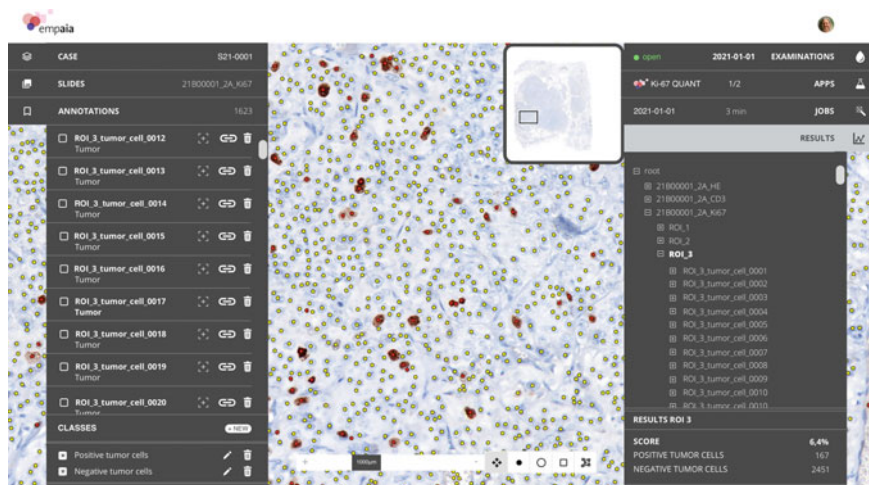 empaia
CASE S21-0001
SLIDES 21B00001_2A_Ki67
ANNOTATIONS 1623
ROI_3_tumor_cell_0012
Tumor
ROI_3_tumor_cell_0013
Tumor
ROI_3_tumor_cell_0014
Tumor
ROI_3_tumor_cell_0015
Tumor
ROI_3_tumor_cell_0016
Tumor
ROI_3_tumor_cell_0017
Tumor
ROI_3_tumor_cell_0018
Tumor
ROI_3_tumor_cell_0019
Tumor
ROI_3_tumor_cell_0020
Tumor
CLASSES + NEW
Positive tumor cells
Negative tumor cells
1000µm
open 2021-01-01 EXAMINATIONS
Ki-67 QUANT 1/2 APPS
2021-01-01 3 min JOBS
RESULTS
root
21B00001_2A_HE
21B00001_2A_CD3
21B00001_2A_Ki67
ROI_1
ROI_2
ROI_3
ROI_3_tumor_cell_0001
ROI_3_tumor_cell_0002
ROI_3_tumor_cell_0003
ROI_3_tumor_cell_0004
ROI_3_tumor_cell_0005
ROI_3_tumor_cell_0006
ROI_3_tumor_cell_0007
ROI_3_tumor_cell_0008
ROI_3_tumor_cell_0009
ROI_3_tumor_cell_0010
ROI_3_tumor_cell_0010
RESULTS ROI 3
SCORE 6,4%
POSITIVE TUMOR CELLS 167
NEGATIVE TUMOR CELLS 2451